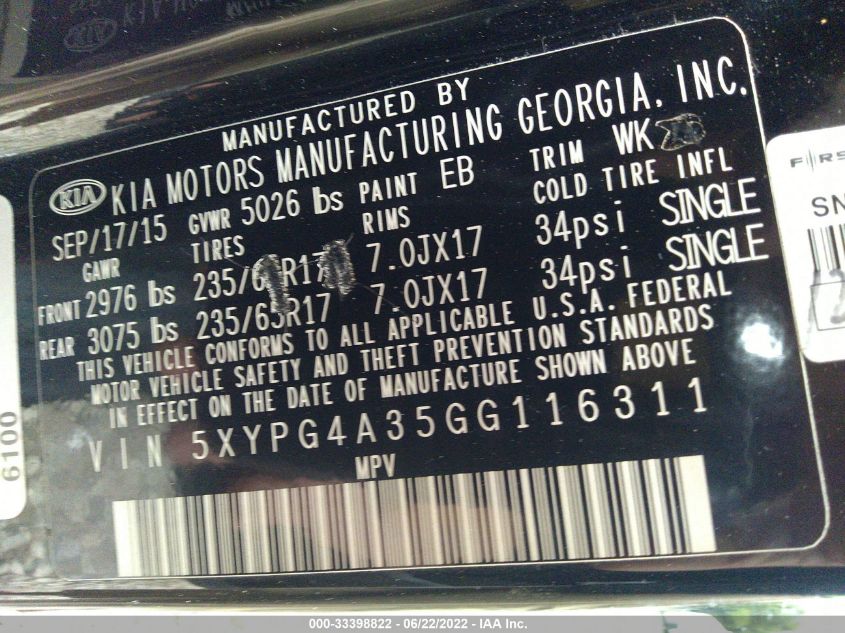 MANUFACTURED BY
KIA KIA MOTORS MANUFACTURING GEORGIA, INC.
SEP/17/15 GVWR 5026 lbs PAINT EB TRIM
GAWR TIRES RIMS COLD TIRE INFL
FRONT 2976 lbs 7.0JX17 34psi SINGLE
REAR 3075 lbs 235/65R17 7.0JX17 34psi SINGLE
THIS VEHICLE CONFORMS TO ALL APPLICABLE U.S.A. FEDERAL
MOTOR VEHICLE SAFETY AND THEFT PREVENTION STANDARDS
IN EFFECT ON THE DATE OF MANUFACTURE SHOWN ABOVE
VIN 5XYPG4A35GG116311
MPV
6100
000-33398822 - 06/22/2022 - IAA Inc.